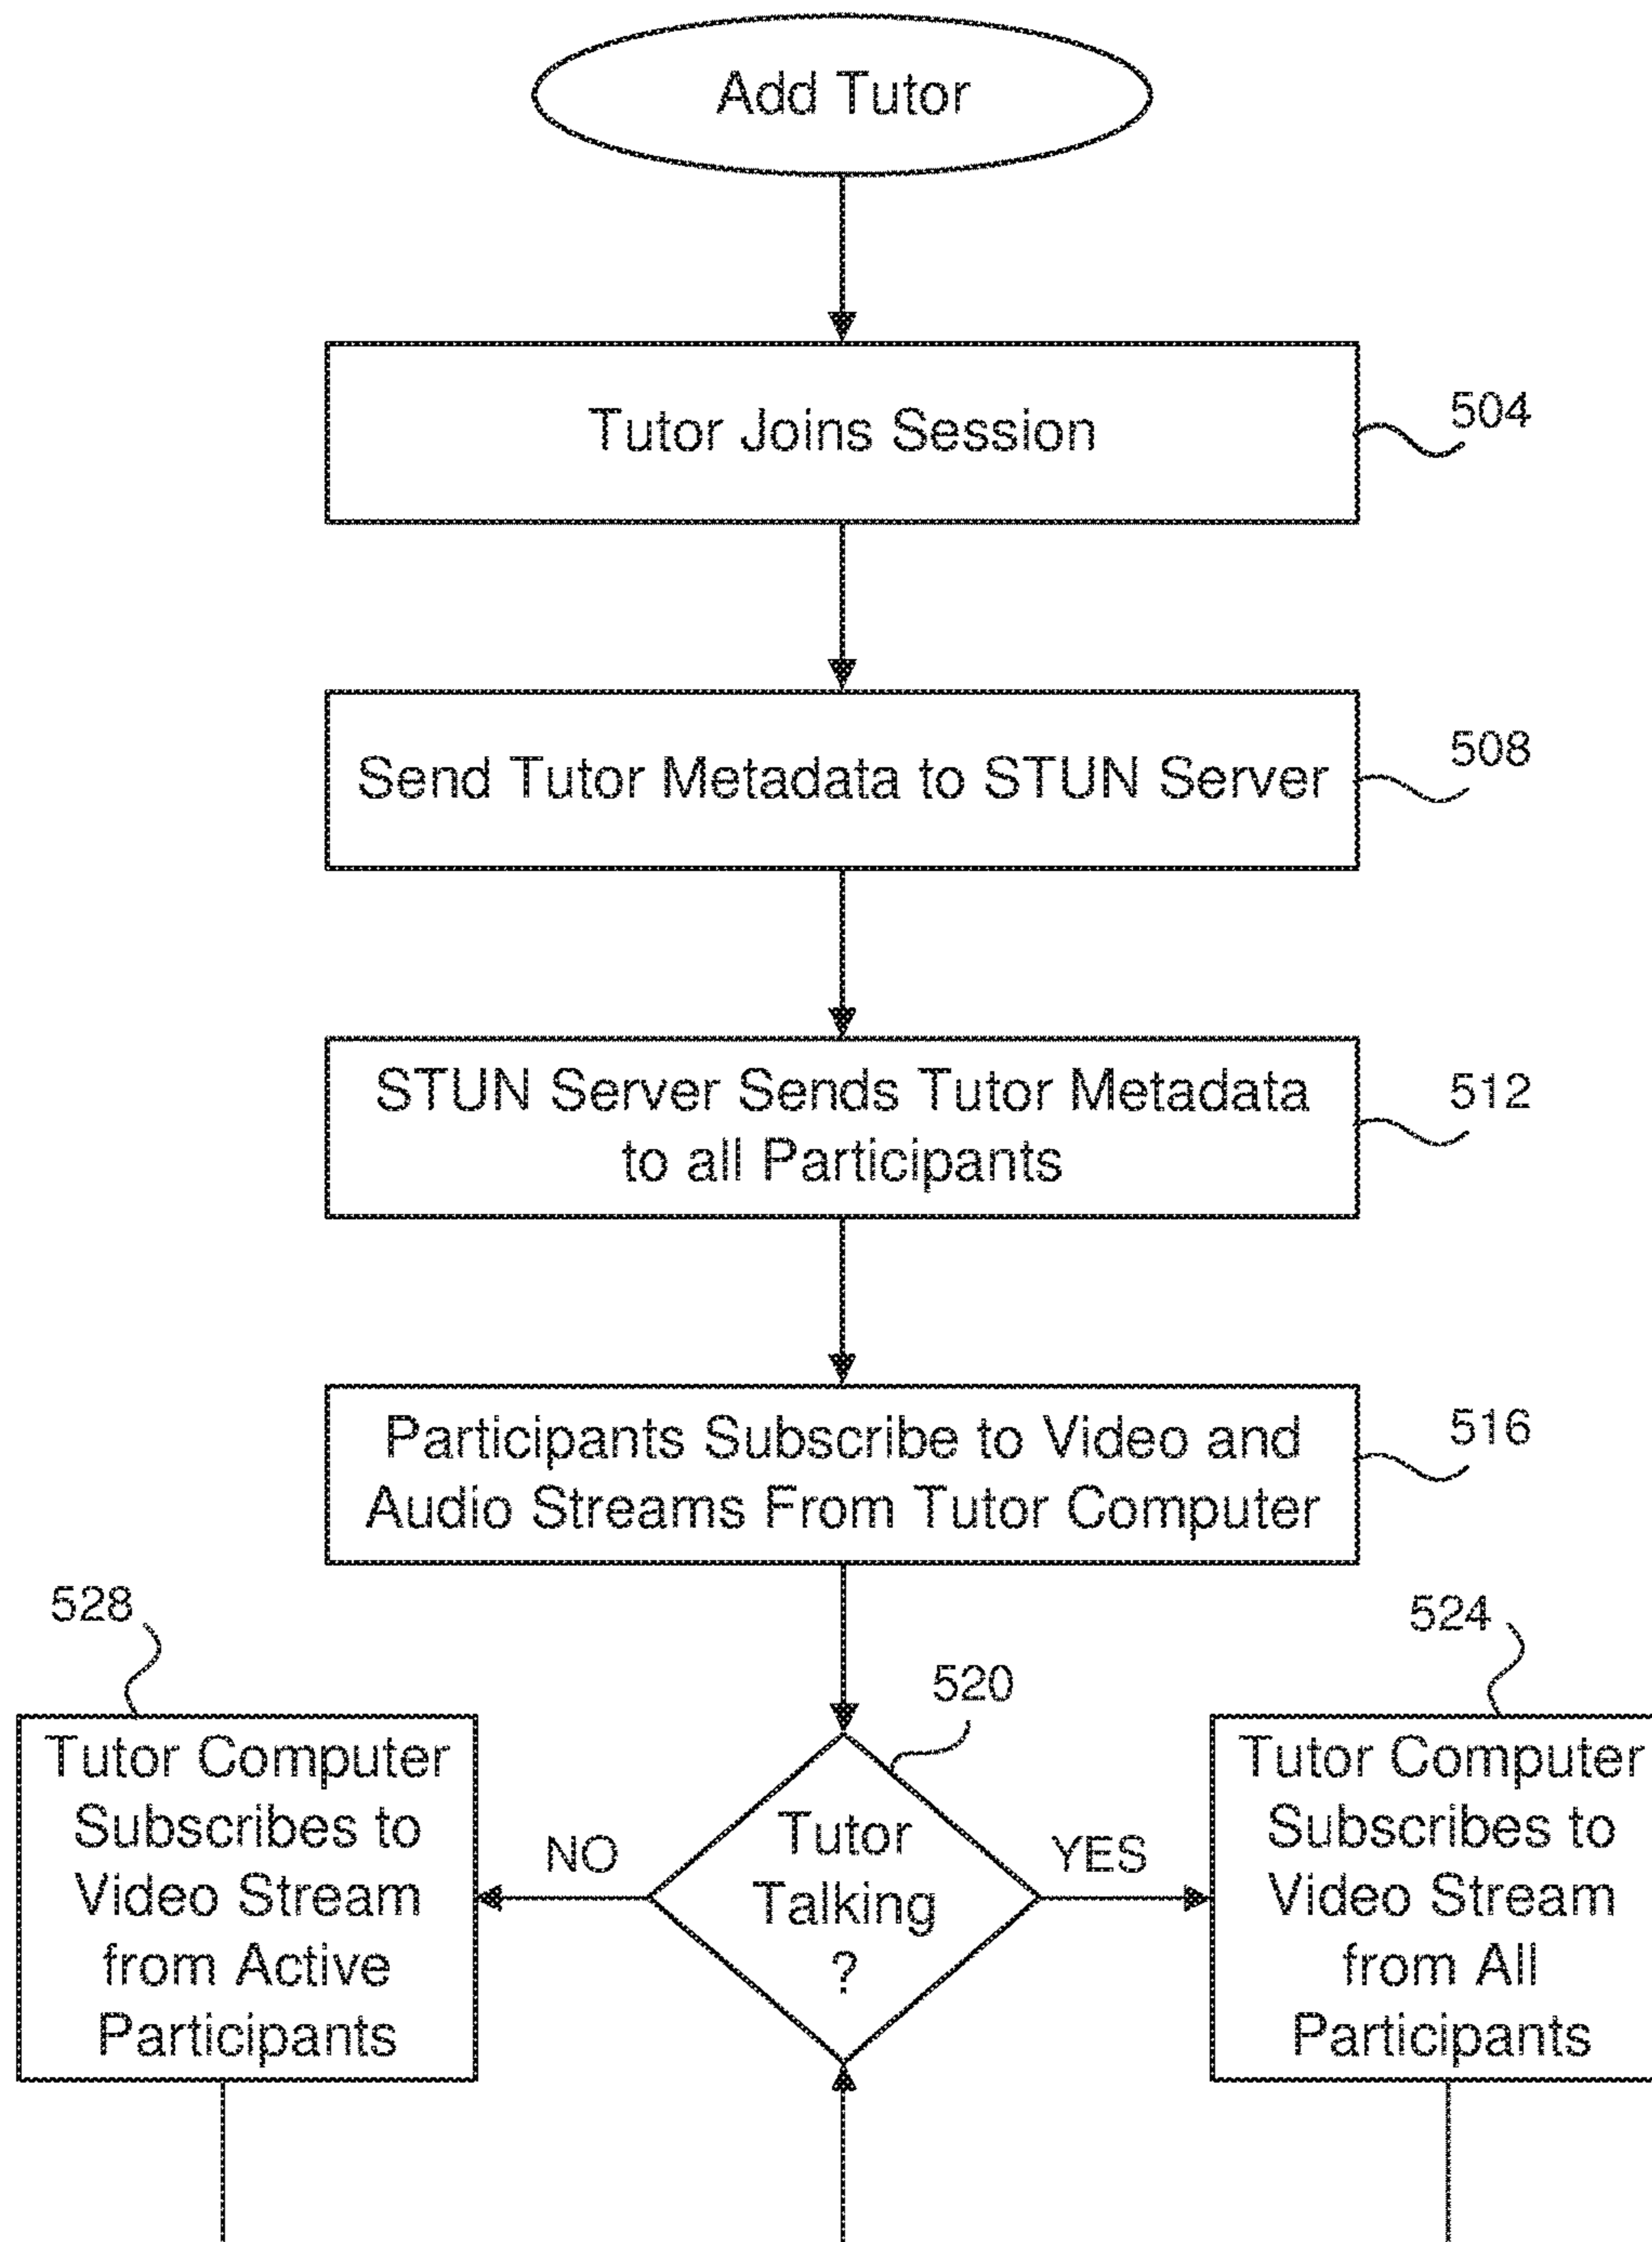 Add Tutor
Tutor Joins Session
504
Send Tutor Metadata to STUN Server
508
STUN Server Sends Tutor Metadata
to all Participants
512
Participants Subscribe to Video and
Audio Streams From Tutor Computer
516
528
Tutor Computer
Subscribes to
Video Stream
from Active
Participants
NO
520
Tutor
Talking
?
YES
524
Tutor Computer
Subscribes to
Video Stream
from All
Participants